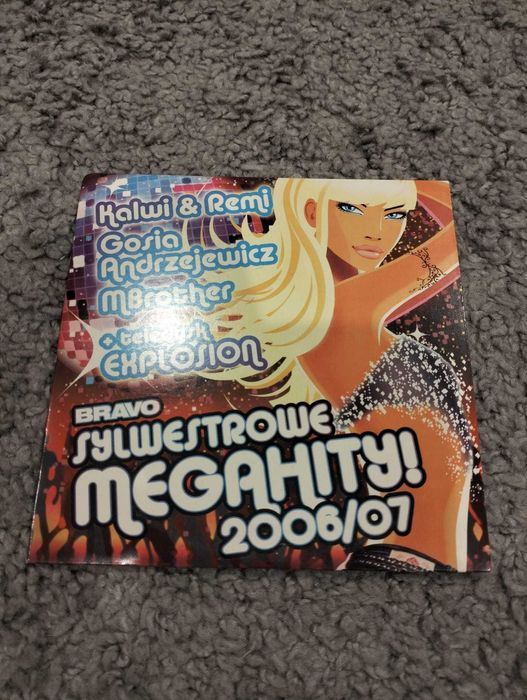 Kalwi & Remi
Gosia
Andrzejewicz
MBrother
EXPLOSION
BRAVO
SYLWESTROWE
MEGAHITY!
2006/07